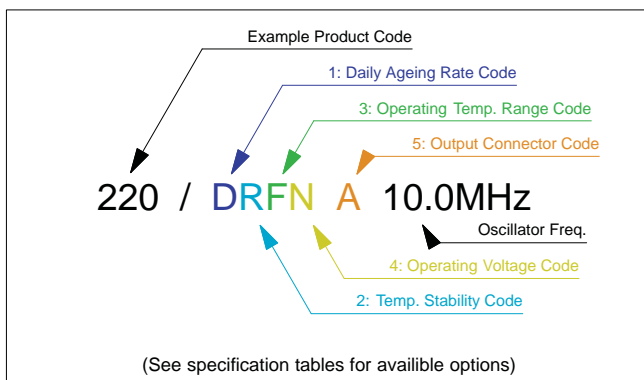 Example Product Code
1: Daily Ageing Rate Code
3: Operating Temp. Range Code
5: Output Connector Code
220 / DRFN A 10.0MHz
Oscillator Freq.
4: Operating Voltage Code
2: Temp. Stability Code
(See specification tables for availible options)